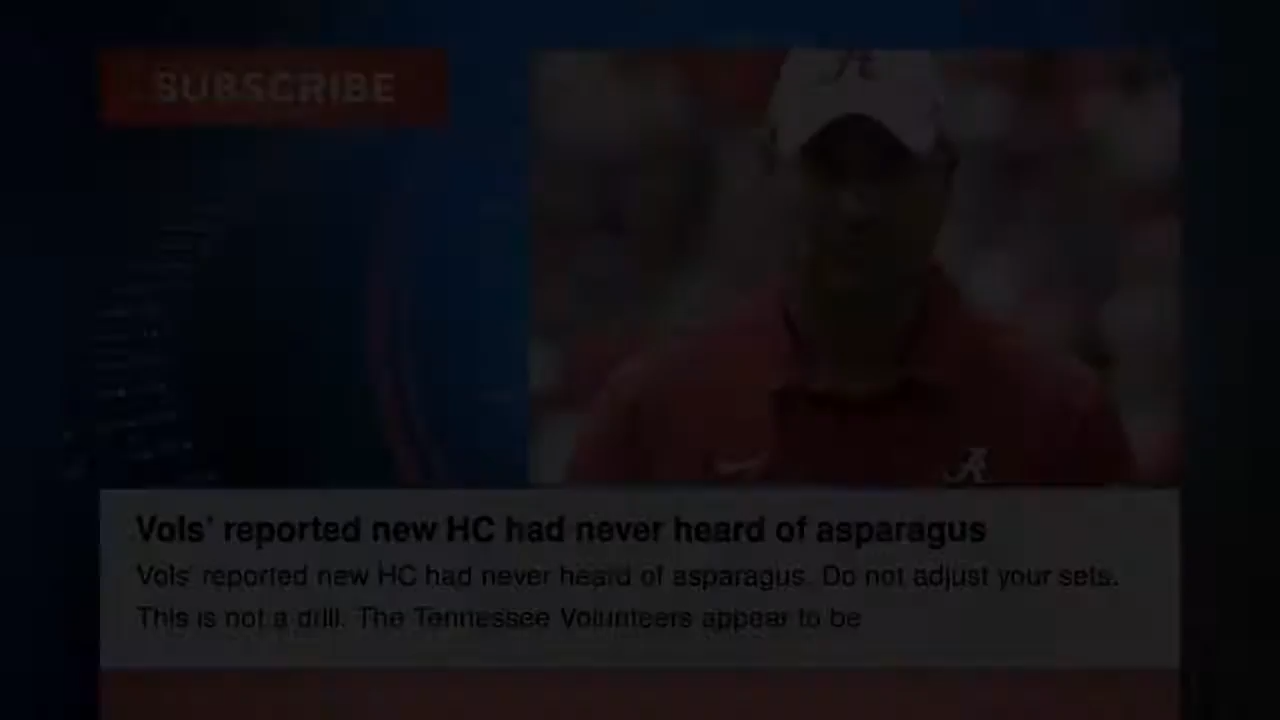 SUBSCRIBE
Vols' reported new HC had never heard of asparagus
Vols' reported new HC had never heard of asparagus. Do not adjust your sets.
This is not a drill. The Tennessee Volunteers appear to be